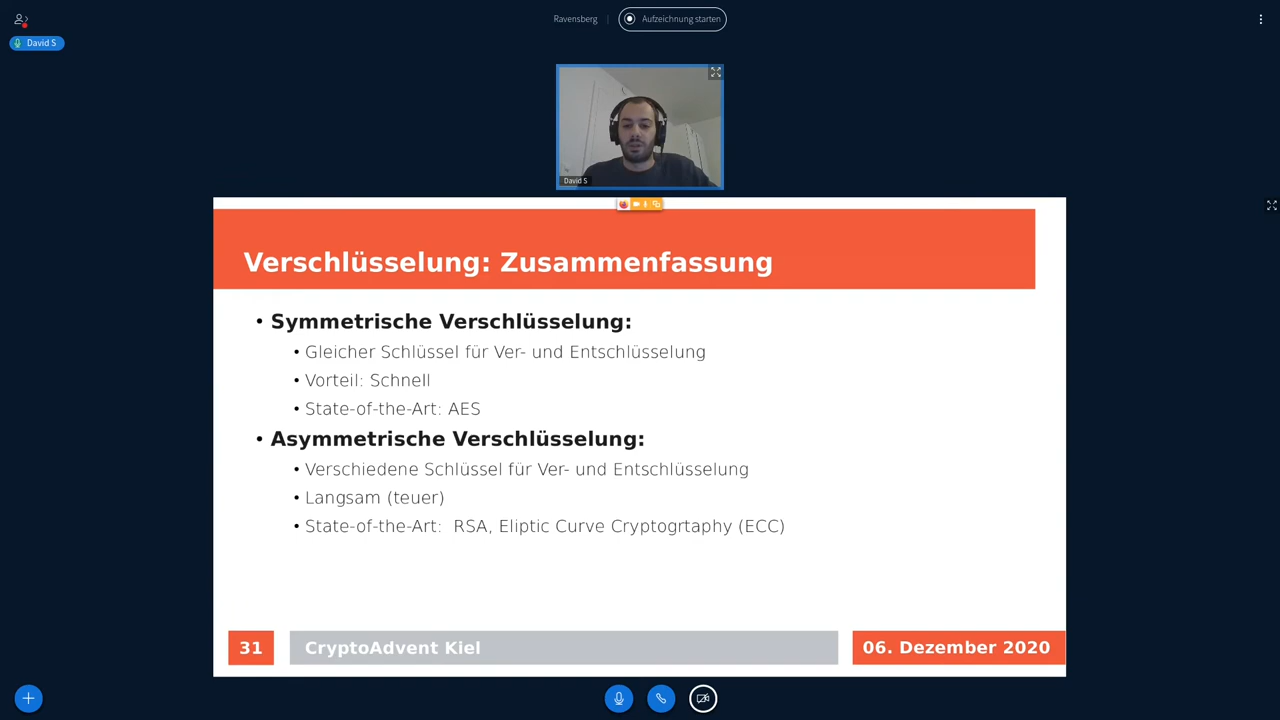 Ravensberg
Aufzeichnung starten
David S
David S
Verschlüsselung: Zusammenfassung
• Symmetrische Verschlüsselung:
• Gleicher Schlüssel für Ver- und Entschlüsselung
• Vorteil: Schnell
• State-of-the-Art: AES
• Asymmetrische Verschlüsselung:
• Verschiedene Schlüssel für Ver- und Entschlüsselung
• Langsam (teuer)
• State-of-the-Art: RSA, Eliptic Curve Cryptogrtaphy (ECC)
31
CryptoAdvent Kiel
06. Dezember 2020